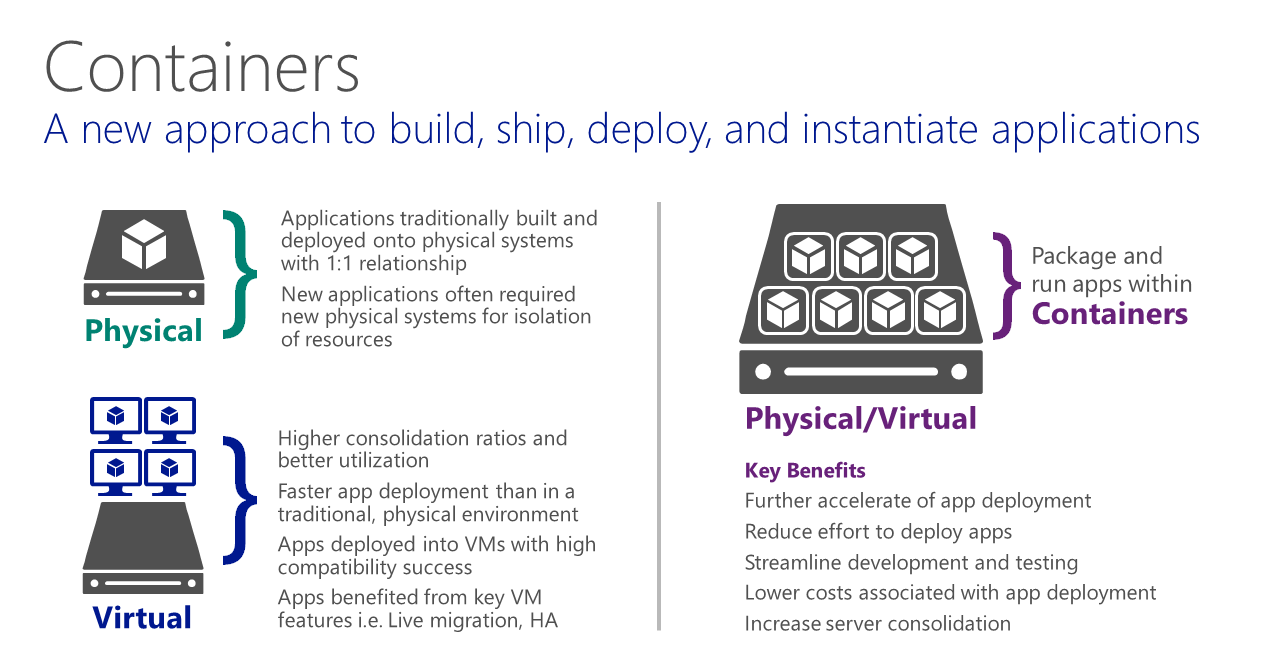 Containers
A new approach to build, ship, deploy, and instantiate applications
Applications traditionally built and
deployed onto physical systems
with 1:1 relationship
New applications often required
new physical systems for isolation
of resources
Physical
Higher consolidation ratios and
better utilization
Faster app deployment than in a
traditional, physical environment
Apps deployed into VMs with high
compatibility success
Apps benefited from key VM
features i.e. Live migration, HA
Virtual
Package and
run apps within
Containers
Physical/Virtual
Key Benefits
Further accelerate of app deployment
Reduce effort to deploy apps
Streamline development and testing
Lower costs associated with app deployment
Increase server consolidation